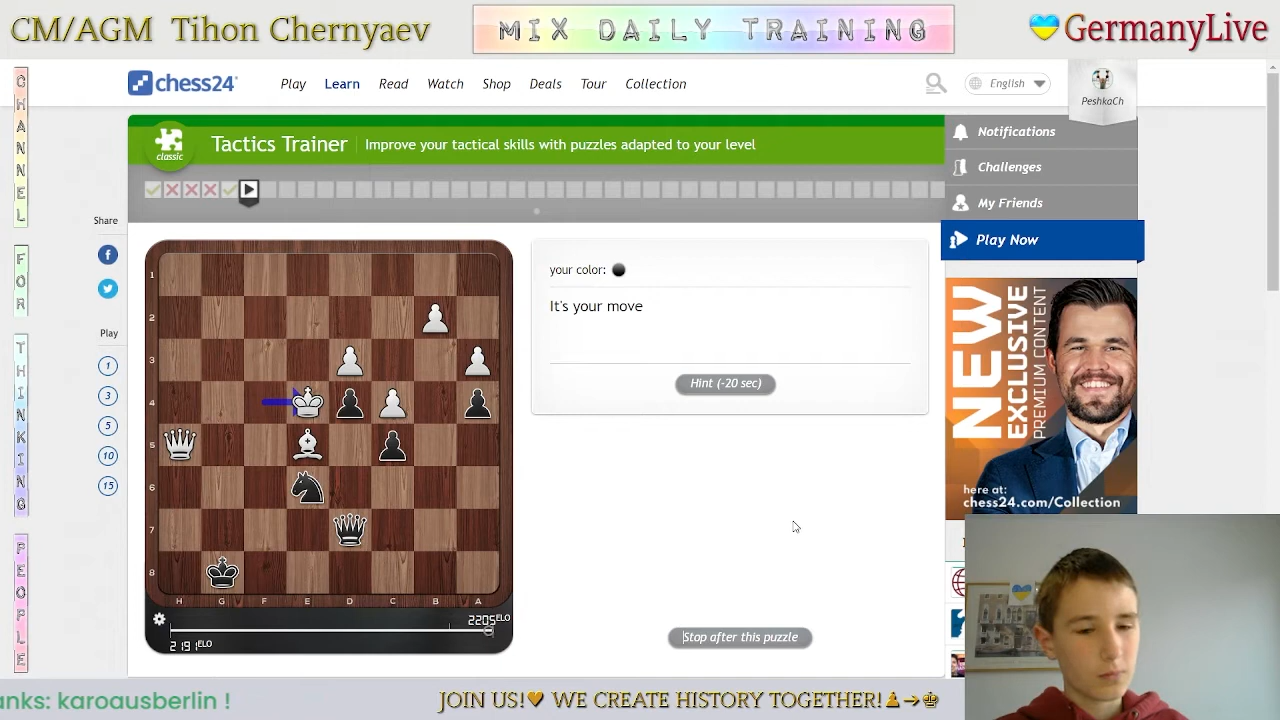 CM/AGM Tihon Chernyaev
MIX DAILY TRAINING
GermanyLive
CHANNEL
FOR
THINKING
PEOPLE
chess24
Play Learn Read Watch Shop Deals Tour Collection
English
PeshkaCh
classic
Tactics Trainer
Improve your tactical skills with puzzles adapted to your level
Notifications
Challenges
My Friends
Play Now
Share
Play
1
3
5
10
15
your color:
It's your move
Hint (-20 sec)
1
2
3
4
5
6
7
8
H G F E D C B A
2205ELO
2191ELO
Stop after this puzzle
NEW
EXCLUSIVE
PREMIUM CONTENT
here at:
chess24.com/Collection
anks: karoausberlin !
JOIN US! WE CREATE HISTORY TOGETHER!